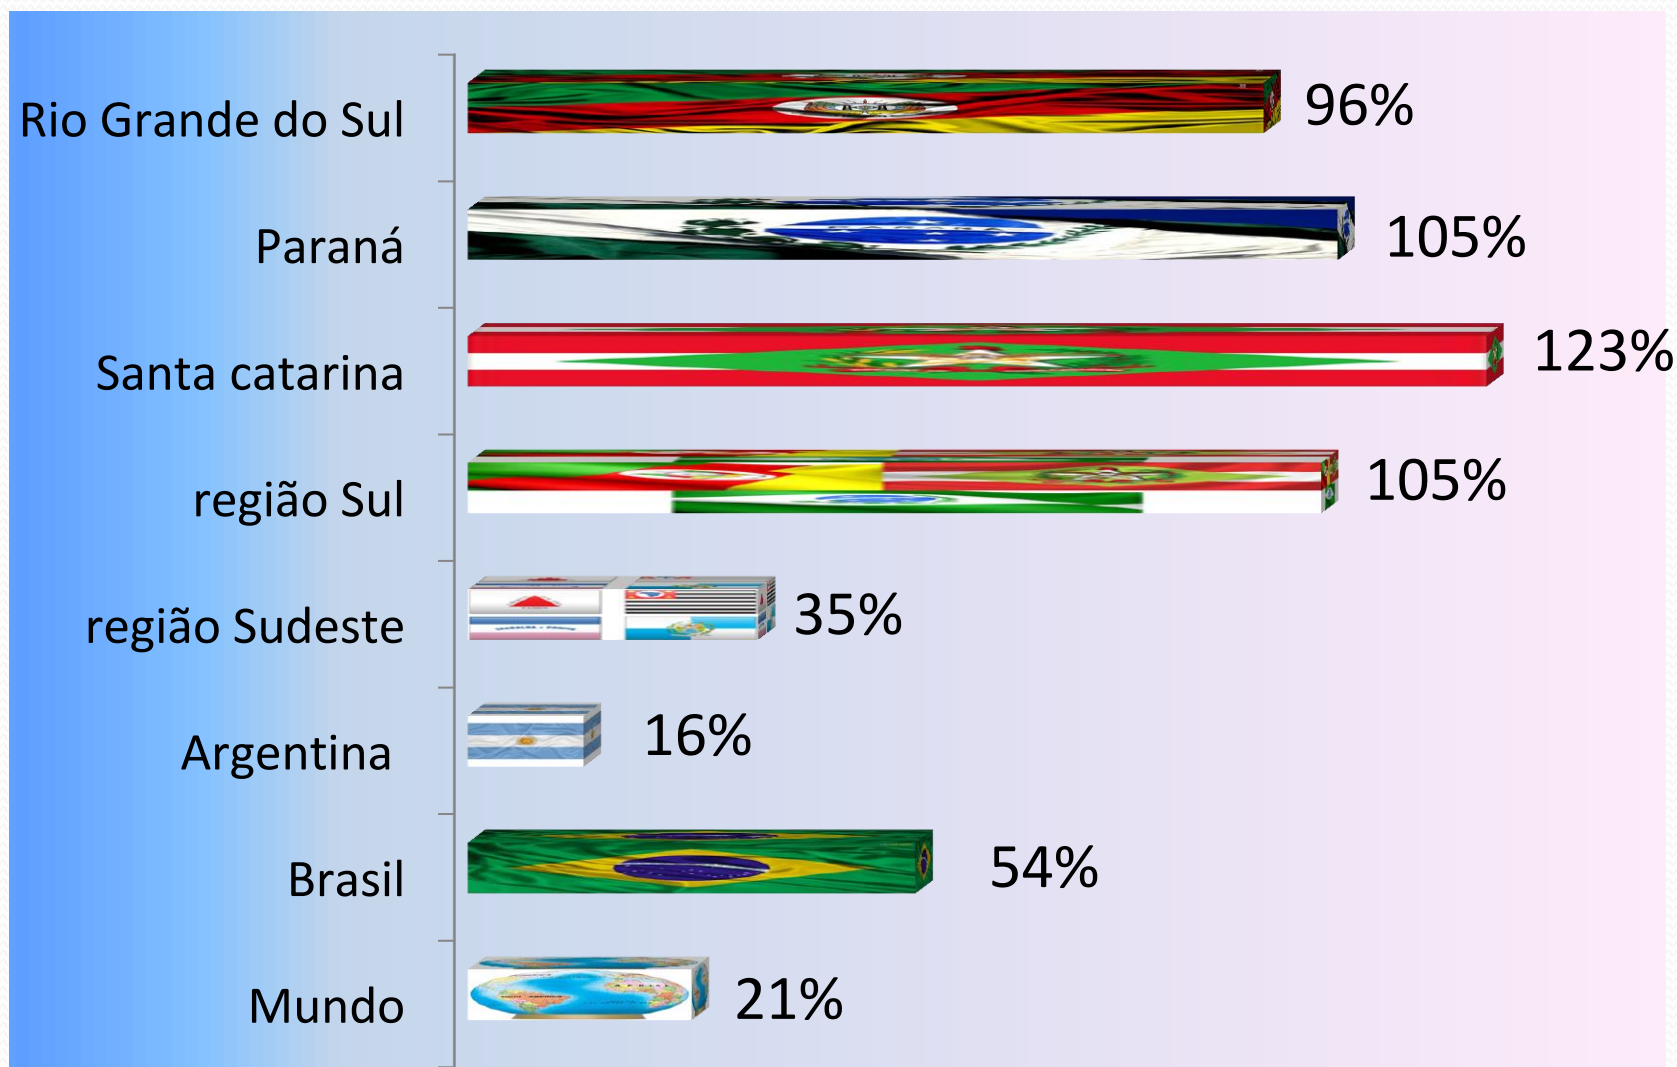 Rio Grande do Sul 96%
Paraná 105%
Santa catarina 123%
região Sul 105%
região Sudeste 35%
Argentina 16%
Brasil 54%
Mundo 21%